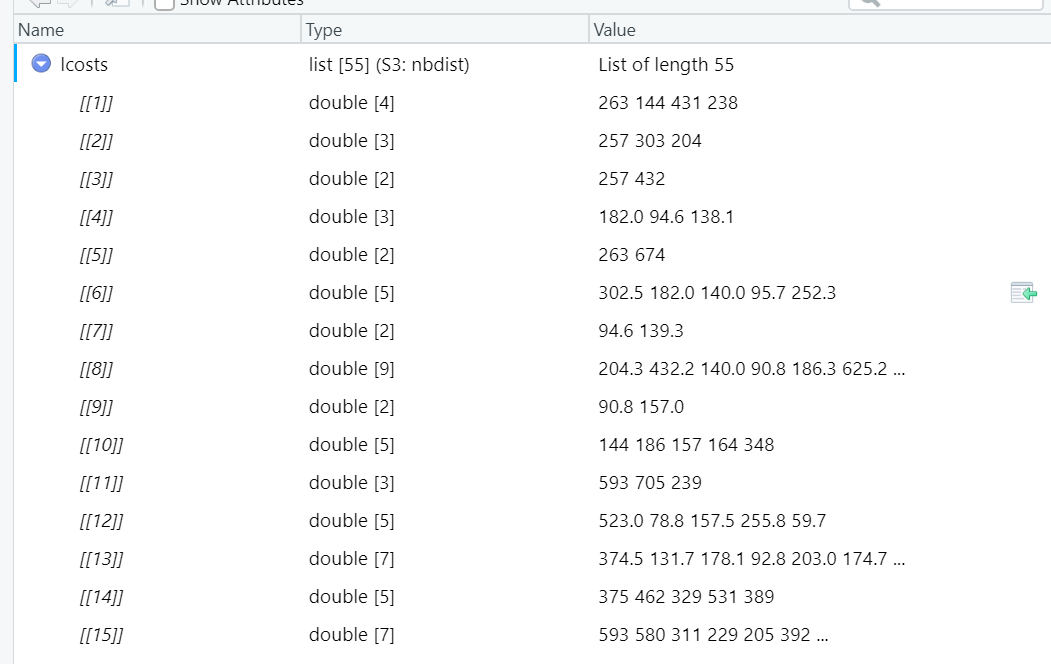 Show Attributes
Name Type Value
lcosts list [55] (S3: nbdist) List of length 55
[[1]] double [4] 263 144 431 238
[[2]] double [3] 257 303 204
[[3]] double [2] 257 432
[[4]] double [3] 182.0 94.6 138.1
[[5]] double [2] 263 674
[[6]] double [5] 302.5 182.0 140.0 95.7 252.3
[[7]] double [2] 94.6 139.3
[[8]] double [9] 204.3 432.2 140.0 90.8 186.3 625.2 ...
[[9]] double [2] 90.8 157.0
[[10]] double [5] 144 186 157 164 348
[[11]] double [3] 593 705 239
[[12]] double [5] 523.0 78.8 157.5 255.8 59.7
[[13]] double [7] 374.5 131.7 178.1 92.8 203.0 174.7 ...
[[14]] double [5] 375 462 329 531 389
[[15]] double [7] 593 580 311 229 205 392 ...